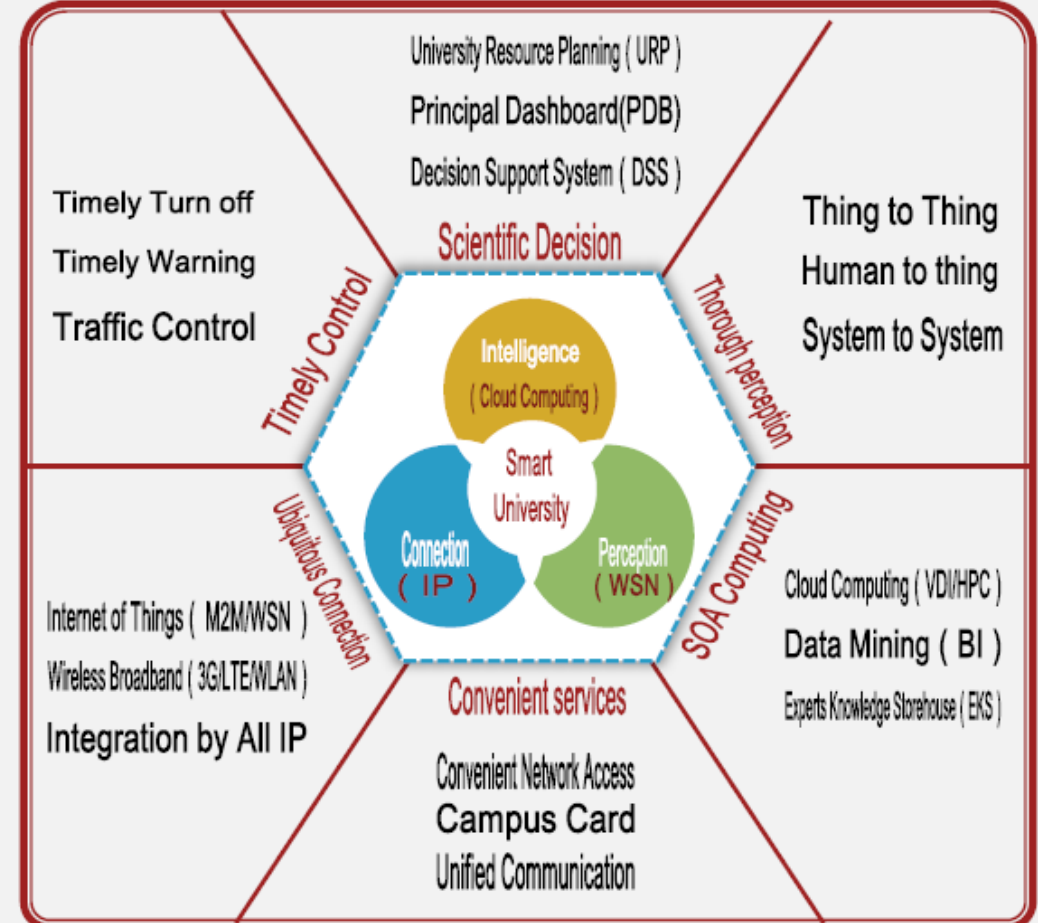 University Resource Planning ( URP )
Principal Dashboard(PDB)
Decision Support System ( DSS )
Scientific Decision
Timely Turn off
Timely Warning
Traffic Control
Timely Control
Thing to Thing
Human to thing
System to System
Thorough perception
Intelligence
( Cloud Computing )
Smart
University
Connection
( IP )
Perception
( WSN )
Ubiquitous Connection
Internet of Things ( M2M/WSN )
Wireless Broadband ( 3G/LTE/WLAN )
Integration by All IP
SOA Computing
Cloud Computing ( VDI/HPC )
Data Mining ( BI )
Experts Knowledge Storehouse ( EKS )
Convenient services
Convenient Network Access
Campus Card
Unified Communication